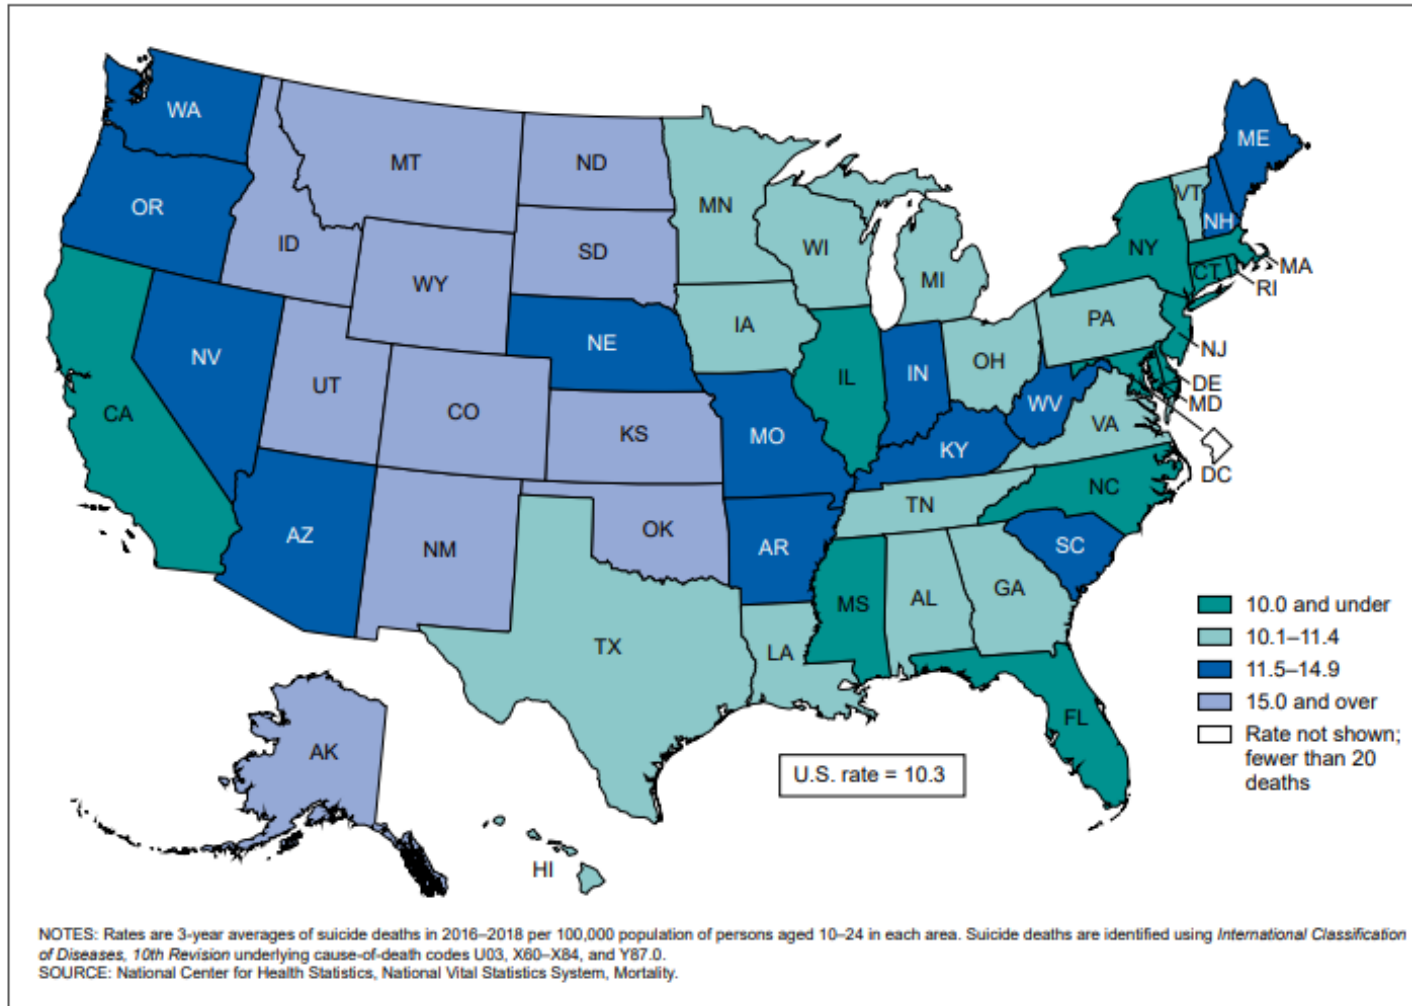 WA
MT
ND
MN
ME
OR
ID
WY
SD
WI
MI
NY
VT
NH
MA
CT
RI
NV
UT
CO
NE
IA
IL
IN
OH
PA
NJ
DE
MD
CA
KS
MO
KY
WV
VA
DC
AZ
NM
OK
AR
TN
NC
SC
TX
LA
MS
AL
GA
FL
AK
HI
10.0 and under
10.1–11.4
11.5–14.9
15.0 and over
Rate not shown;
fewer than 20
deaths
U.S. rate = 10.3
NOTES: Rates are 3-year averages of suicide deaths in 2016–2018 per 100,000 population of persons aged 10–24 in each area. Suicide deaths are identified using International Classification
of Diseases, 10th Revision underlying cause-of-death codes U03, X60–X84, and Y87.0.
SOURCE: National Center for Health Statistics, National Vital Statistics System, Mortality.